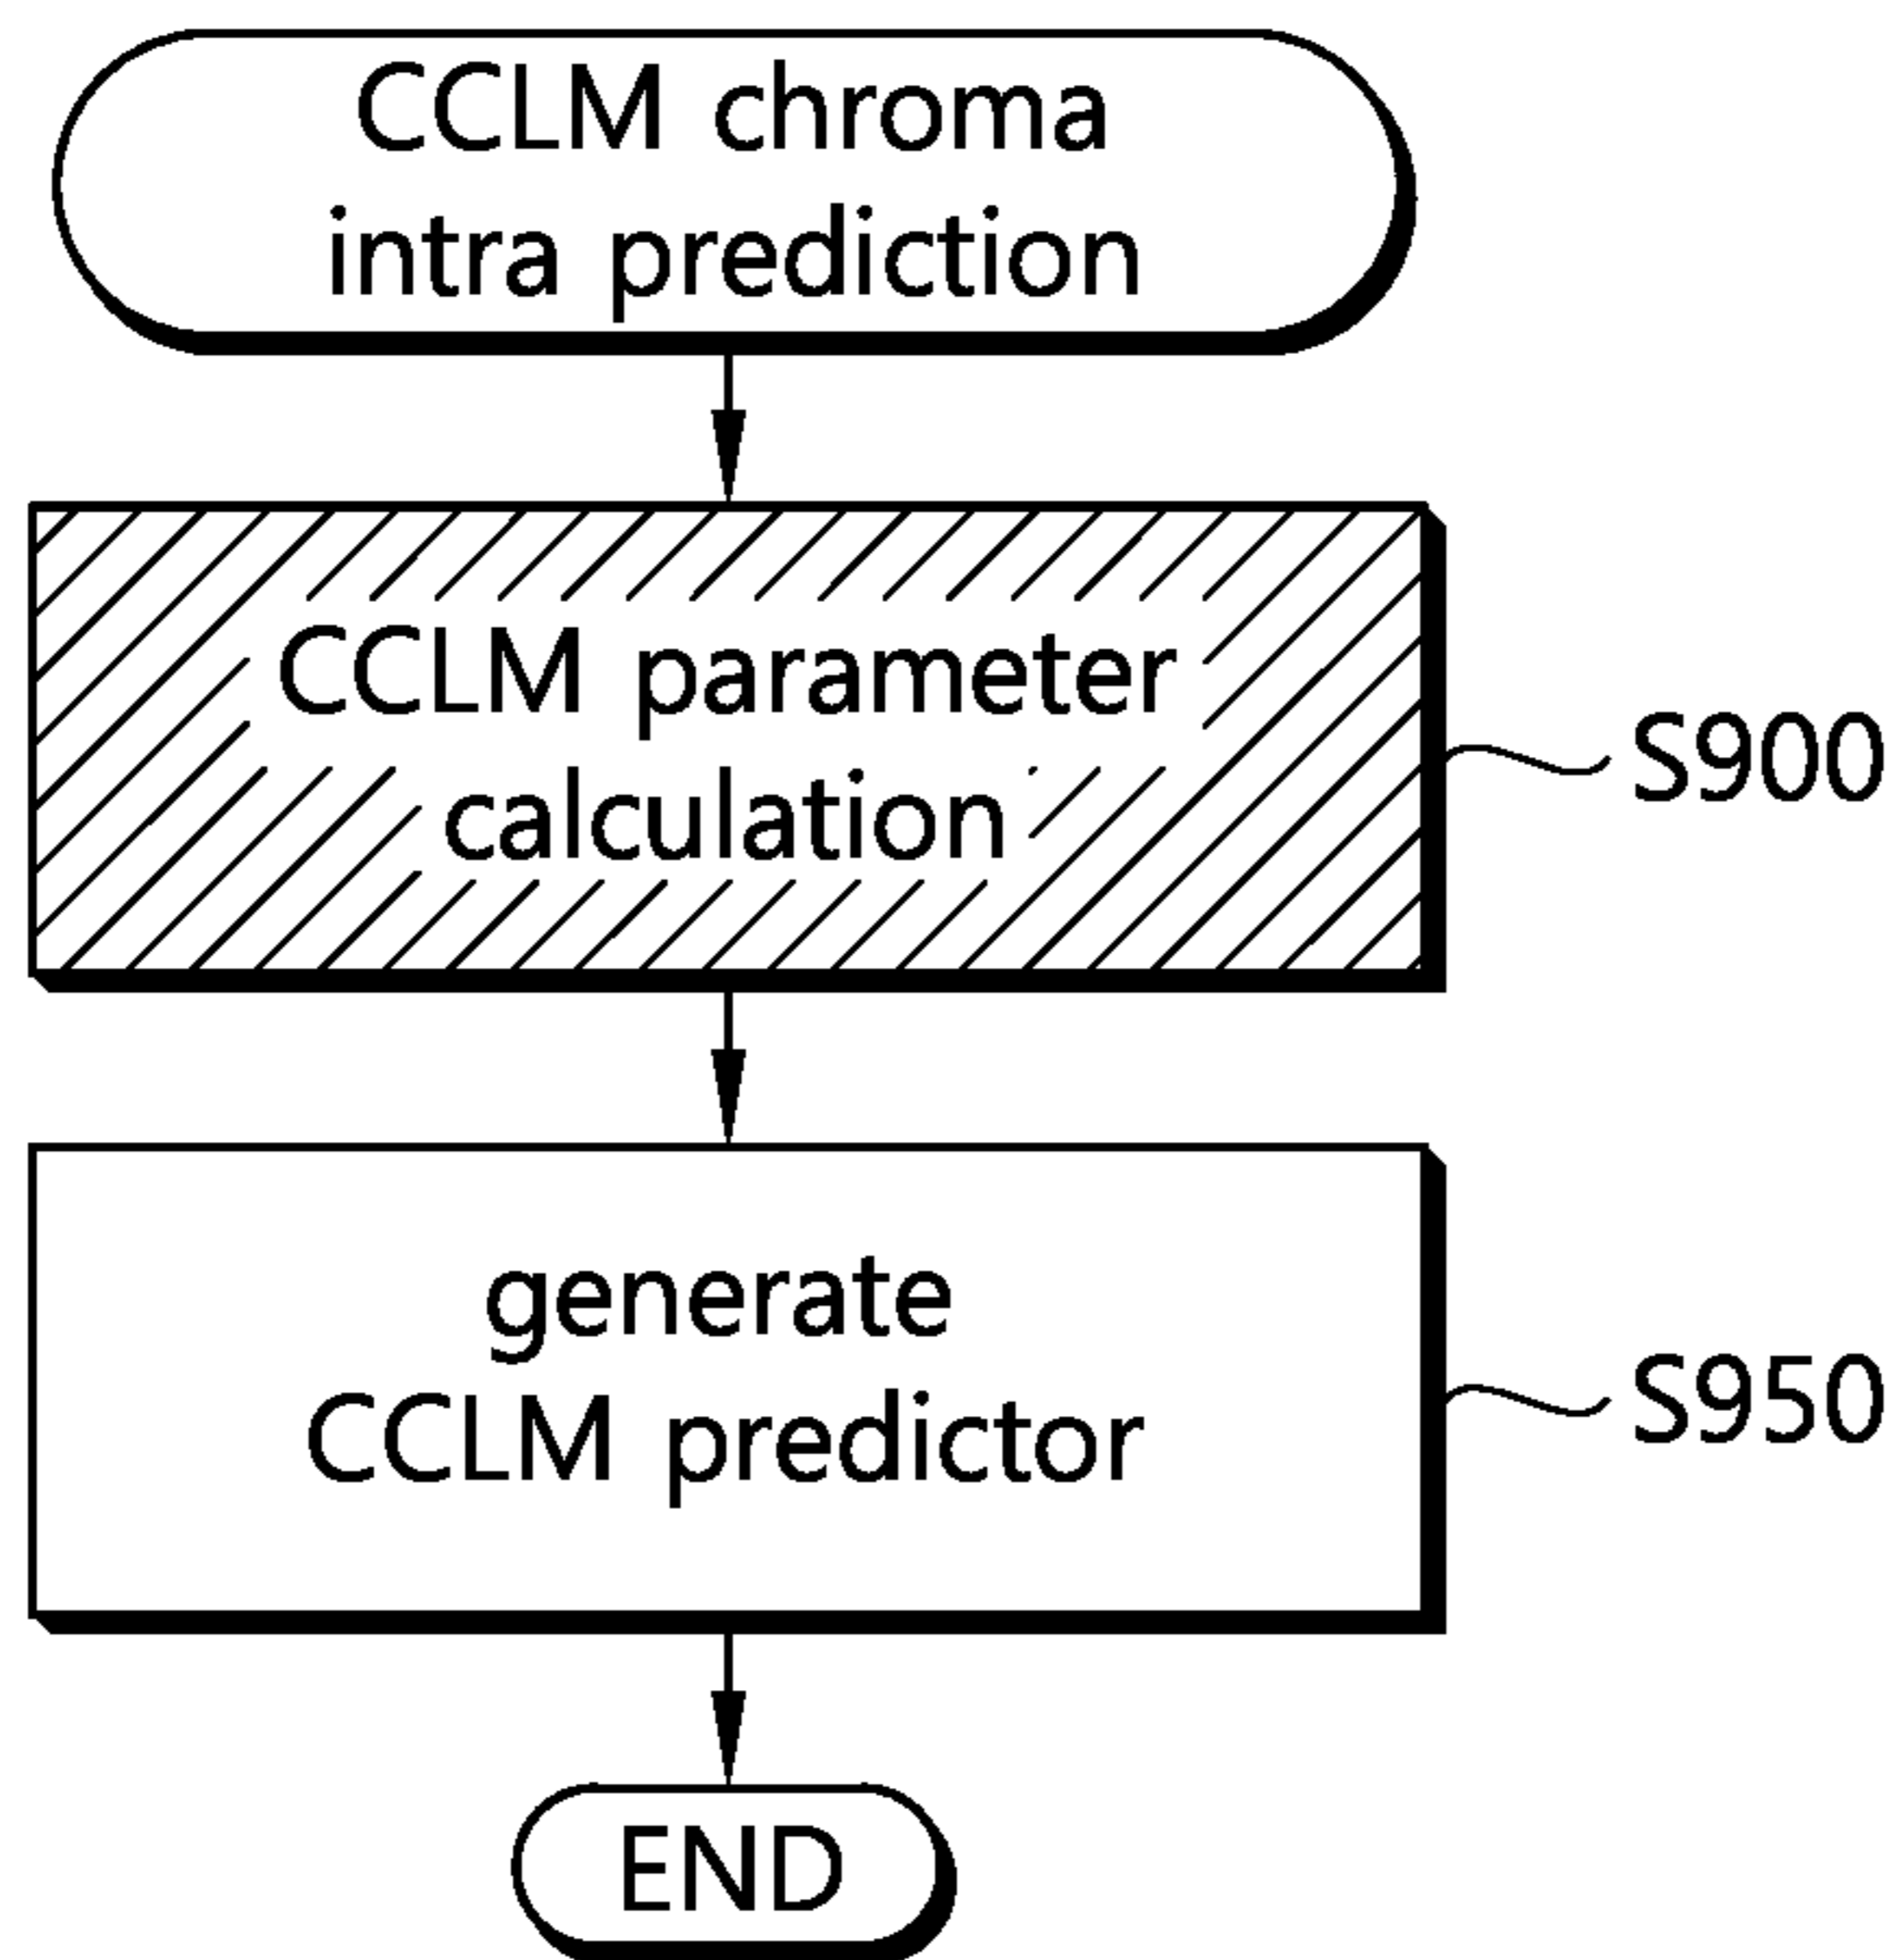 CCLM chroma
intra prediction
CCLM parameter
calculation
S900
generate
CCLM predictor
S950
END